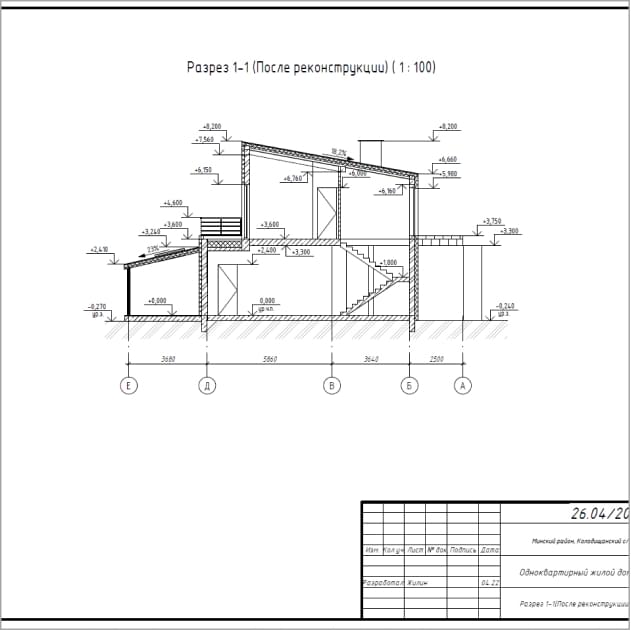 Разрез 1-1 (После реконструкции) ( 1 : 100)
+8,200
+8,200
+7,560
18,2%
+6,150
+6,760
+6,000
+6,660
+5,980
+6,160
+4,600
+3,600
+3,240
+3,600
+3,750
+3,300
+2,410
23%
+2,400
+3,300
+1,800
-0,270
ур.з.
+0,000
0,000
ур.ч.п.
-0,240
ур.з.
3680
5860
3640
2500
Е
Д
В
Б
А
26.04/20
Минский район, Колодищанский с/
Изм.
Кол.уч
Лист
№ док
Подпись
Дата
Одноквартирный жилой до
Разработал
Жилин
04.22
Разрез 1-1(После реконструкции